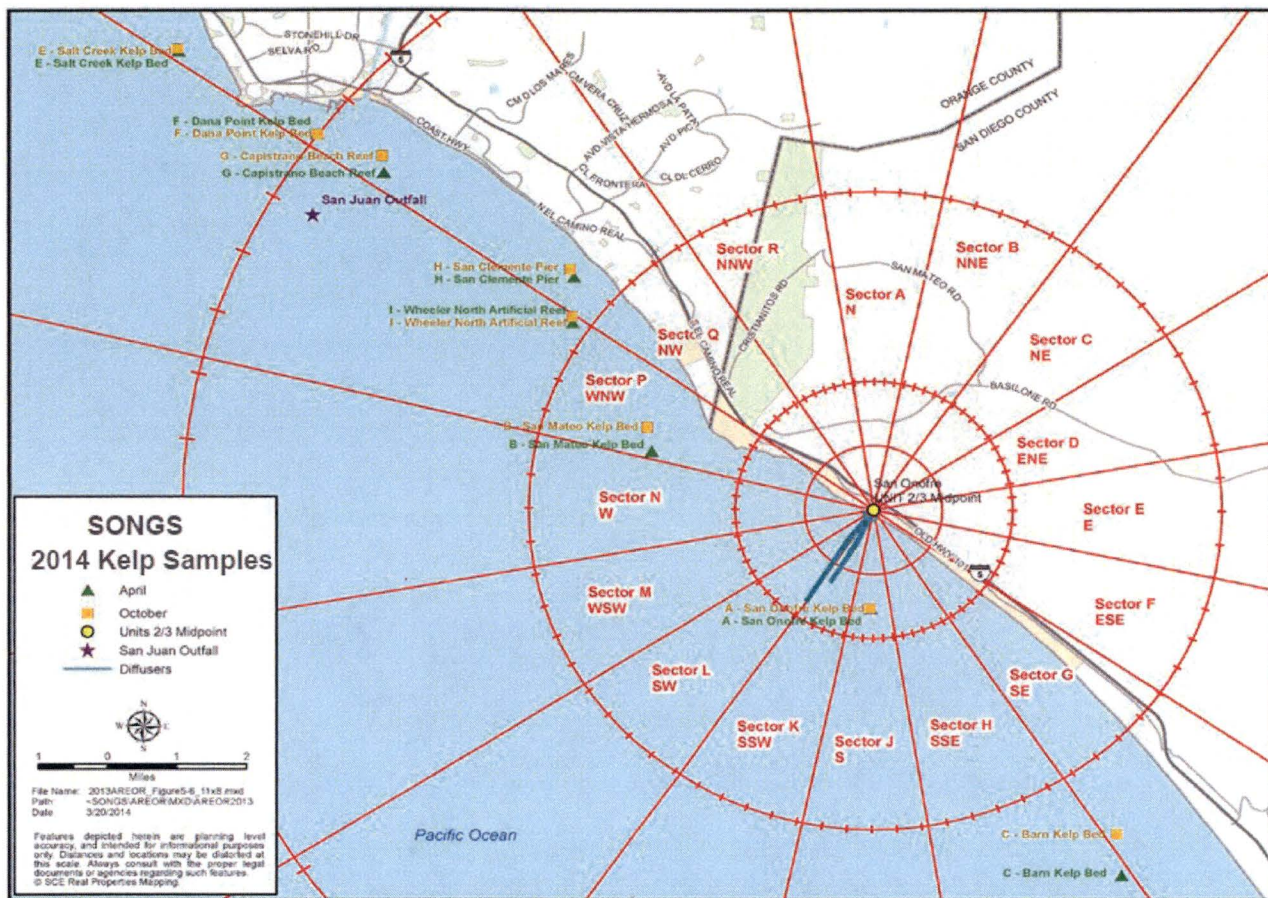 STONEHILL DR
SELVA RD
E - Salt Creek Kelp Bed
E - Salt Creek Kelp Bed
5
CM D LOS MARES
CM VERA CRUZ
AVD VISTA HERMOSA
AVD LA PATA
AVD PICO
CL FRONTERA
CL DL CERRO
ORANGE COUNTY
SAN DIEGO COUNTY
F - Dana Point Kelp Bed
F - Dana Point Kelp Bed
COAST HWY
G - Capistrano Beach Reef
G - Capistrano Beach Reef
San Juan Outfall
N EL CAMINO REAL
H - San Clemente Pier
H - San Clemente Pier
I - Wheeler North Artificial Reef
I - Wheeler North Artificial Reef
Sector R
NNW
Sector B
NNE
SAN MATEO RD
Sector A
N
CRISTIANITOS RD
S EL CAMINO REAL
Sector Q
NW
Sector C
NE
BASILONE RD
Sector P
WNW
B - San Mateo Kelp Bed
B - San Mateo Kelp Bed
Sector D
ENE
San Onofre
UNIT 2/3 Midpoint
Sector N
W
Sector E
E
OLD HWY 101
5
Sector M
WSW
Sector F
ESE
A - San Onofre Kelp Bed
A - San Onofre Kelp Bed
Sector L
SW
Sector G
SE
Sector K
SSW
Sector J
S
Sector H
SSE
Pacific Ocean
C - Barn Kelp Bed
C - Barn Kelp Bed
SONGS
2014 Kelp Samples
April
October
Units 2/3 Midpoint
San Juan Outfall
Diffusers
N
W E
S
1 0 1 2
Miles
File Name: 2013AREOR_Figure5-6_11x8.mxd
Path: ~SONGS\AREOR\MXD\AREOR2013
Date 3/20/2014
Features depicted herein are planning level
accuracy, and intended for informational purposes
only. Distances and locations may be distorted at
this scale. Always consult with the proper legal
documents or agencies regarding such features.
© SCE Real Properties Mapping.